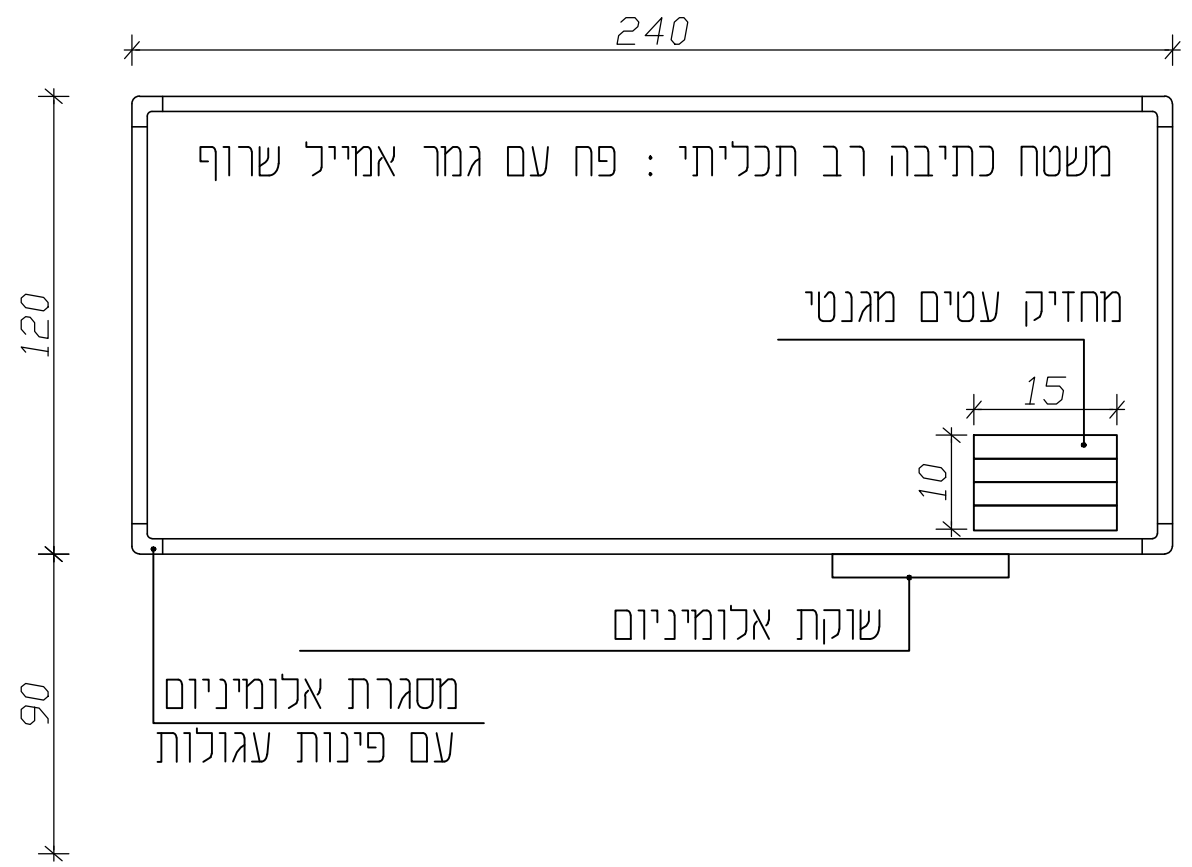 240
משטח כתיבה רב תכליתי : פח עם גמר אמייל שרוף
120
מחזיק עטים מגנטי
15
10
שוקת אלומיניום
מסגרת אלומיניום
עם פינות עגולות
90